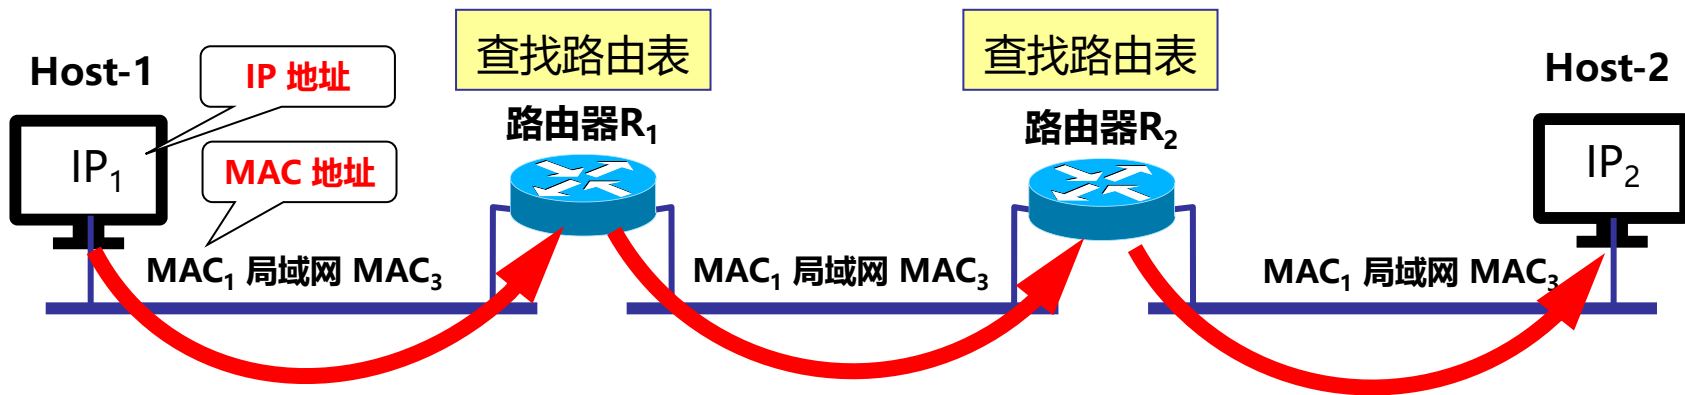 查找路由表
查找路由表
Host-1
IP 地址
Host-2
路由器R₁
路由器R₂
IP₁
MAC 地址
IP₂
MAC₁ 局域网 MAC₃
MAC₁ 局域网 MAC₃
MAC₁ 局域网 MAC₃